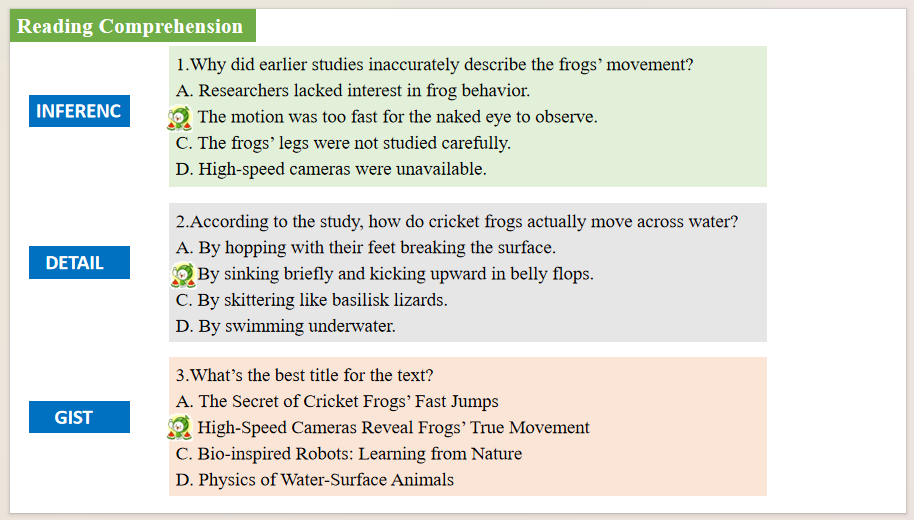 Reading Comprehension
1.Why did earlier studies inaccurately describe the frogs’ movement?
A. Researchers lacked interest in frog behavior.
INFERENC
The motion was too fast for the naked eye to observe.
C. The frogs’ legs were not studied carefully.
D. High-speed cameras were unavailable.
2.According to the study, how do cricket frogs actually move across water?
A. By hopping with their feet breaking the surface.
DETAIL
By sinking briefly and kicking upward in belly flops.
C. By skittering like basilisk lizards.
D. By swimming underwater.
3.What’s the best title for the text?
A. The Secret of Cricket Frogs’ Fast Jumps
GIST
High-Speed Cameras Reveal Frogs’ True Movement
C. Bio-inspired Robots: Learning from Nature
D. Physics of Water-Surface Animals